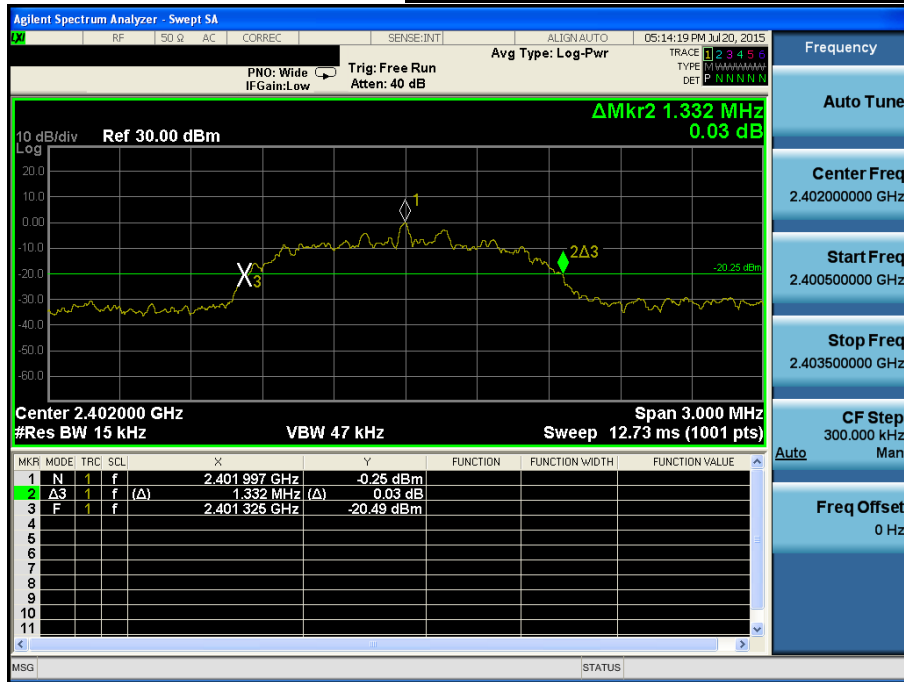 Agilent Spectrum Analyzer - Swept SA
LXI RF 50 Ω AC CORREC SENSE:INT ALIGN AUTO 05:14:19 PM Jul 20, 2015
Avg Type: Log-Pwr TRACE 1 2 3 4 5 6
PNO: Wide Trig: Free Run TYPE M W W W W W
IFGain:Low Atten: 40 dB DET P N N N N N
ΔMkr2 1.332 MHz
0.03 dB
10 dB/div Ref 30.00 dBm
Log
20.0
10.0
1
0.00
-10.0
2Δ3
-20.0
3
-20.25 dBm
-30.0
-40.0
-50.0
-60.0
Center 2.402000 GHz Span 3.000 MHz
#Res BW 15 kHz VBW 47 kHz Sweep 12.73 ms (1001 pts)
MKR MODE TRC SCL X Y FUNCTION FUNCTION WIDTH FUNCTION VALUE
1 N 1 f 2.401 997 GHz -0.25 dBm
2 Δ3 1 f (Δ) 1.332 MHz (Δ) 0.03 dB
3 F 1 f 2.401 325 GHz -20.49 dBm
4
5
6
7
8
9
10
11
MSG STATUS
Frequency
Auto Tune
Center Freq
2.402000000 GHz
Start Freq
2.400500000 GHz
Stop Freq
2.403500000 GHz
CF Step
300.000 kHz
Auto Man
Freq Offset
0 Hz